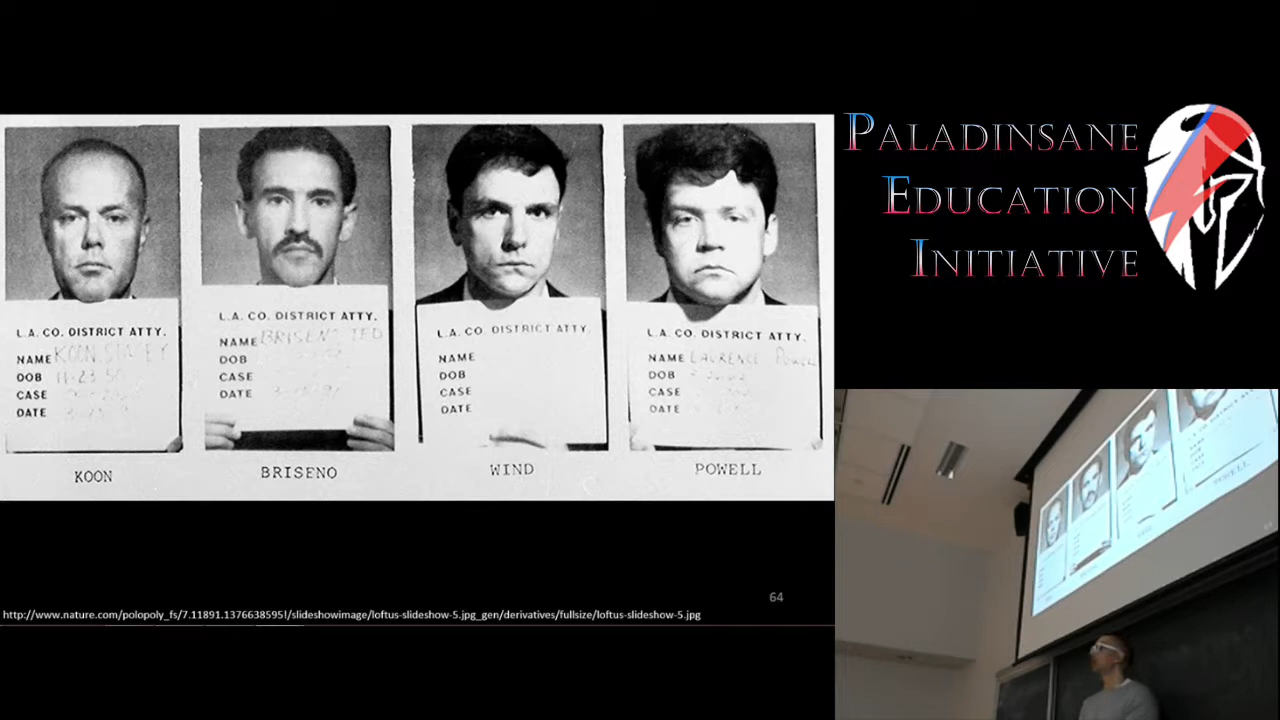 L.A. CO. DISTRICT ATTY.
NAME KOON, STACEY
DOB 11-23-50
CASE
DATE
KOON
L.A. CO. DISTRICT ATTY.
NAME BRISENO TED
DOB
CASE
DATE
BRISENO
L.A. CO. DISTRICT ATTY.
NAME
DOB
CASE
DATE
WIND
L.A. CO. DISTRICT ATTY.
NAME LAURENCE POWELL
DOB
CASE
DATE
POWELL
64
http://www.nature.com/polopoly_fs/7.11891.1376638595!/slideshowimage/loftus-slideshow-5.jpg_gen/derivatives/fullsize/loftus-slideshow-5.jpg
PALADINSANE
EDUCATION
INITIATIVE
POWELL